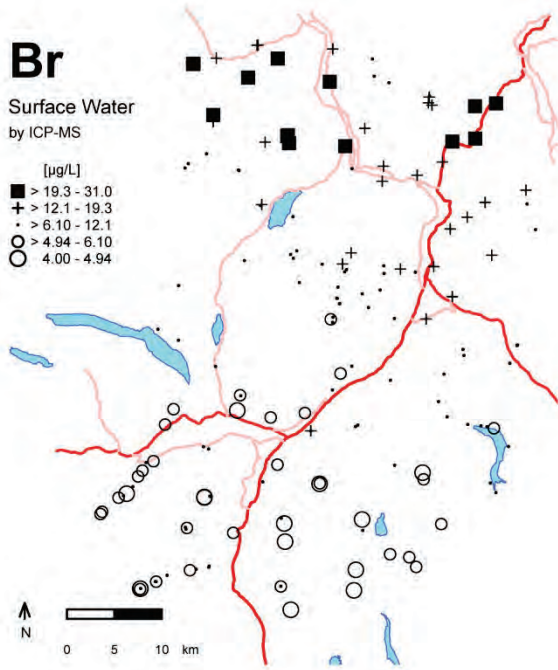 Br
Surface Water
by ICP-MS
[µg/L]
> 19.3 - 31.0
> 12.1 - 19.3
> 6.10 - 12.1
> 4.94 - 6.10
4.00 - 4.94
N
0 5 10 km